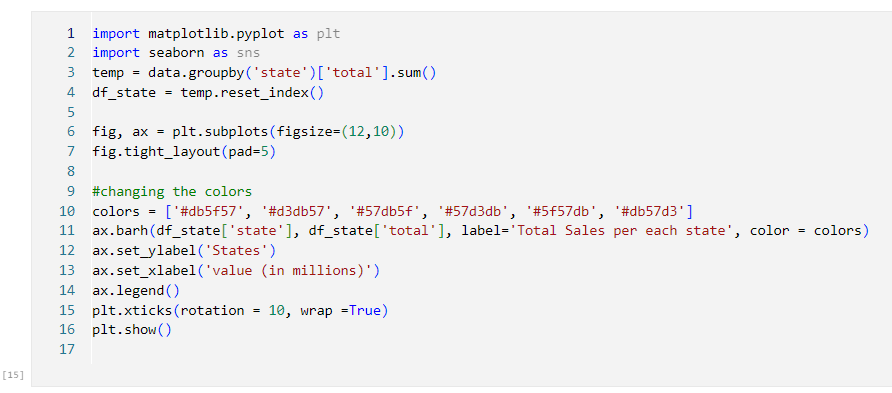 1 import matplotlib.pyplot as plt
2 import seaborn as sns
3 temp = data.groupby('state')['total'].sum()
4 df_state = temp.reset_index()
5
6 fig, ax = plt.subplots(figsize=(12,10))
7 fig.tight_layout(pad=5)
8
9 #changing the colors
10 colors = ['#db5f57', '#d3db57', '#57db5f', '#57d3db', '#5f57db', '#db57d3']
11 ax.barh(df_state['state'], df_state['total'], label='Total Sales per each state', color = colors)
12 ax.set_ylabel('States')
13 ax.set_xlabel('value (in millions)')
14 ax.legend()
15 plt.xticks(rotation = 10, wrap =True)
16 plt.show()
17
[15]